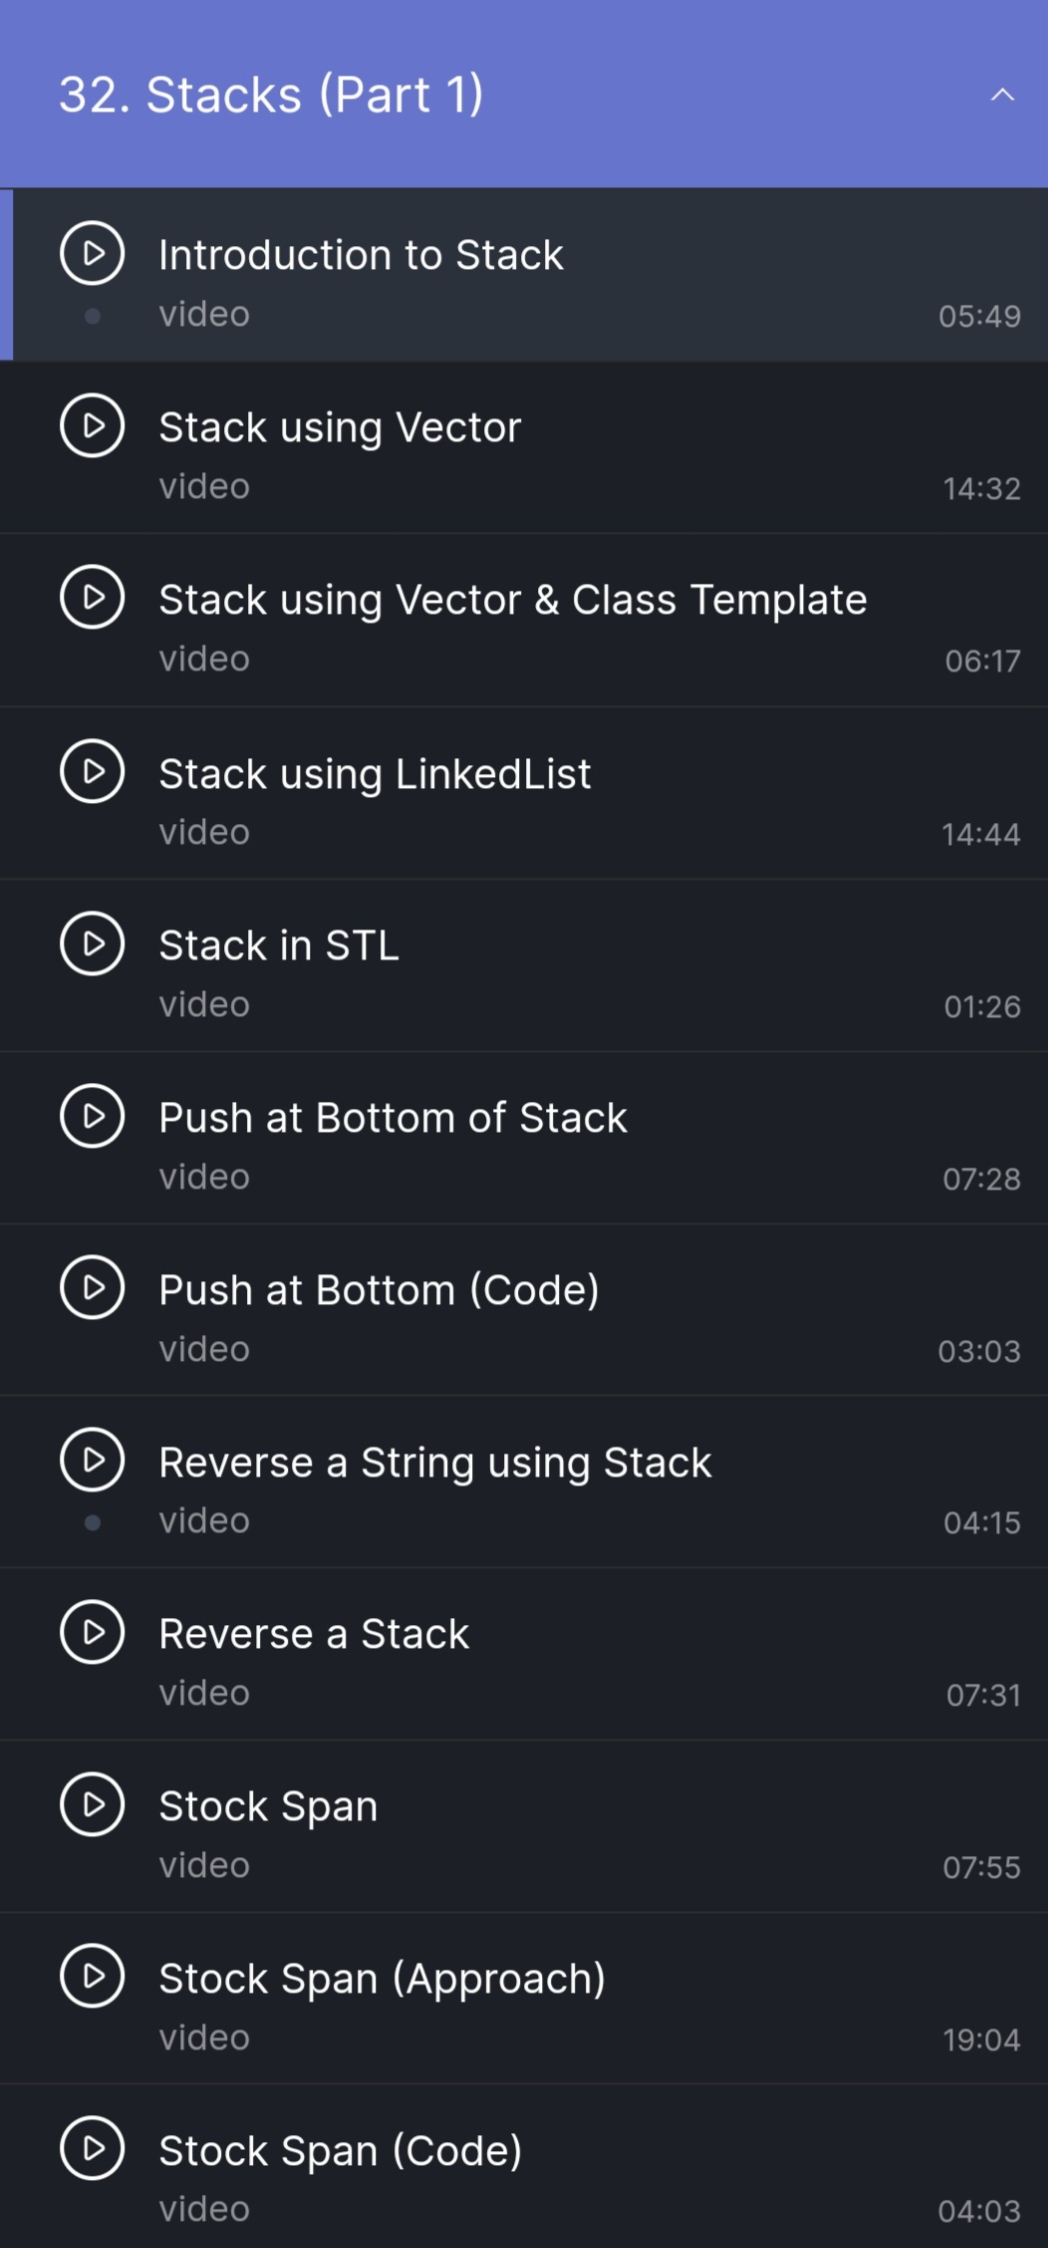 32. Stacks (Part 1)
Introduction to Stack
video 05:49
Stack using Vector
video 14:32
Stack using Vector & Class Template
video 06:17
Stack using LinkedList
video 14:44
Stack in STL
video 01:26
Push at Bottom of Stack
video 07:28
Push at Bottom (Code)
video 03:03
Reverse a String using Stack
video 04:15
Reverse a Stack
video 07:31
Stock Span
video 07:55
Stock Span (Approach)
video 19:04
Stock Span (Code)
video 04:03